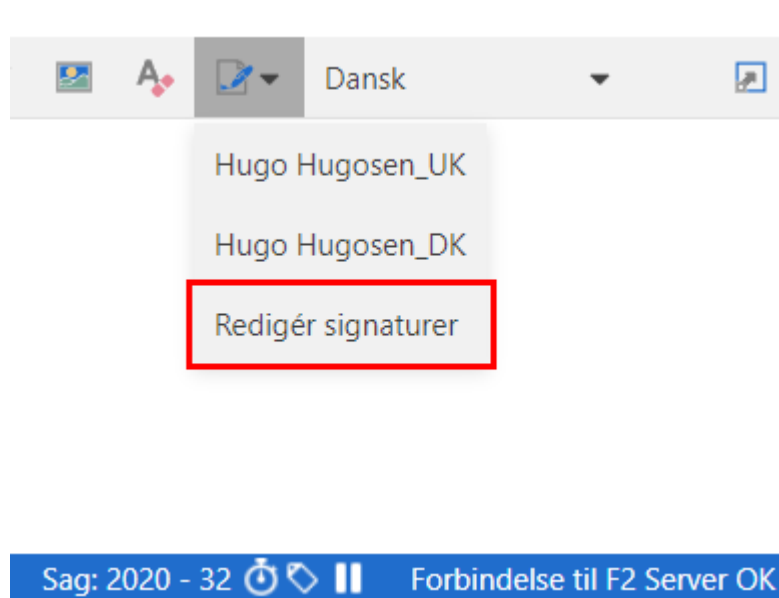 Dansk
Hugo Hugosen_UK
Hugo Hugosen_DK
Redigér signaturer
Sag: 2020 - 32 Forbindelse til F2 Server OK